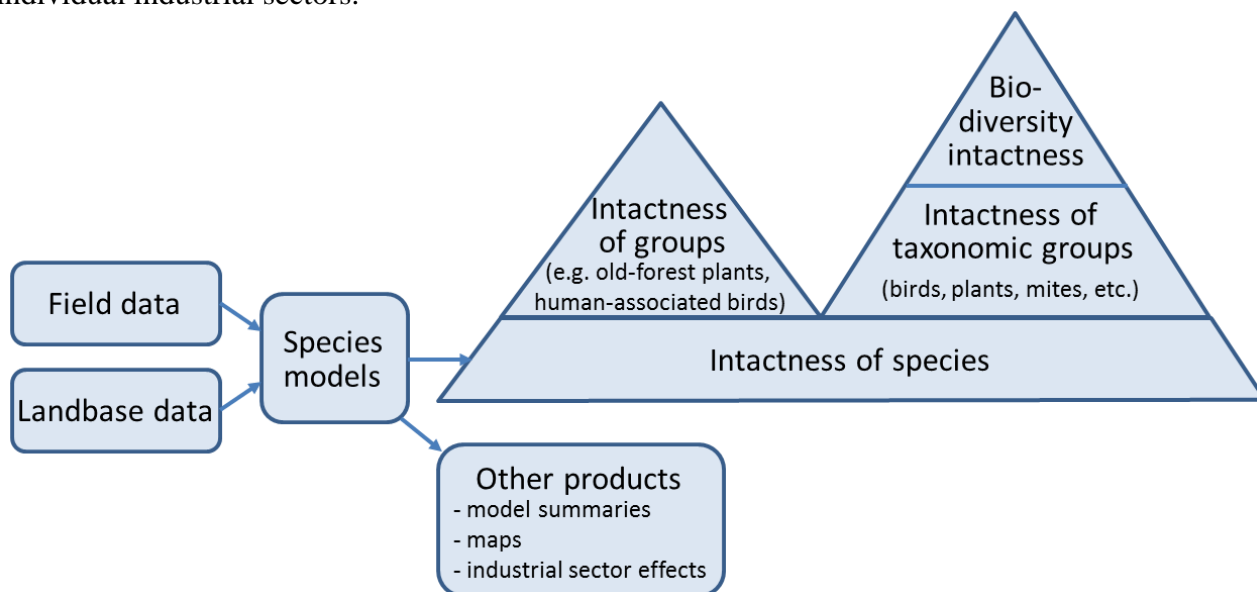 individual industrial sectors.
Bio-
diversity
intactness
Intactness
of groups
(e.g. old-forest plants,
human-associated birds)
Intactness of
taxonomic groups
(birds, plants, mites, etc.)
Field data
Species
models
Landbase data
Intactness of species
Other products
- model summaries
- maps
- industrial sector effects